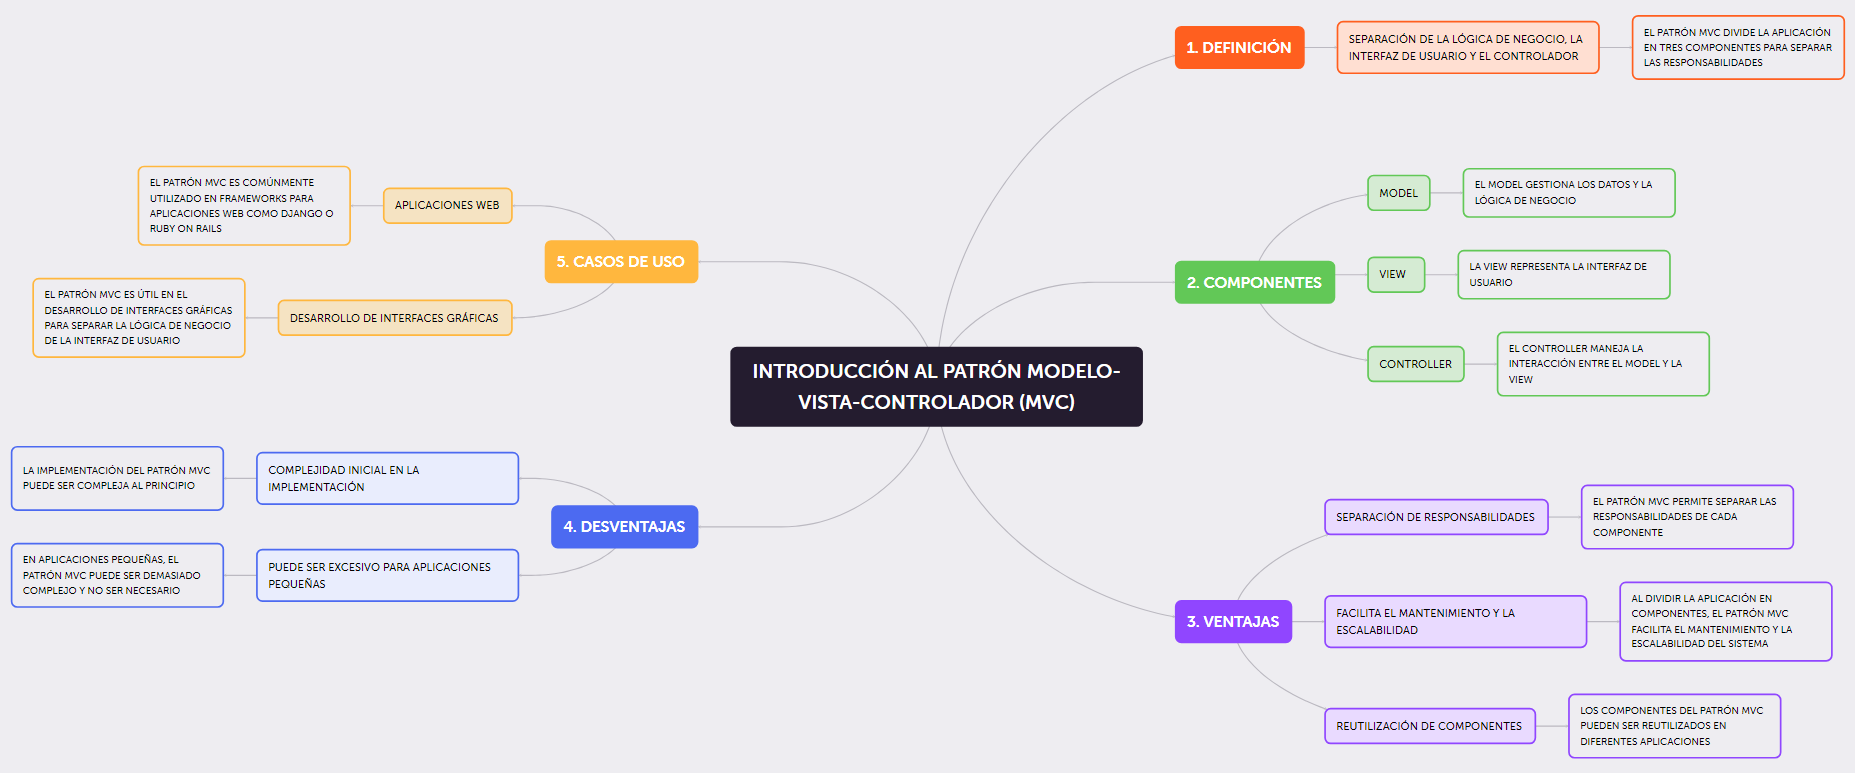 INTRODUCCIÓN AL PATRÓN MODELO-
VISTA-CONTROLADOR (MVC)
1. DEFINICIÓN
SEPARACIÓN DE LA LÓGICA DE NEGOCIO, LA
INTERFAZ DE USUARIO Y EL CONTROLADOR
EL PATRÓN MVC DIVIDE LA APLICACIÓN
EN TRES COMPONENTES PARA SEPARAR
LAS RESPONSABILIDADES
2. COMPONENTES
MODEL
EL MODEL GESTIONA LOS DATOS Y LA
LÓGICA DE NEGOCIO
VIEW
LA VIEW REPRESENTA LA INTERFAZ DE
USUARIO
CONTROLLER
EL CONTROLLER MANEJA LA
INTERACCIÓN ENTRE EL MODEL Y LA
VIEW
3. VENTAJAS
SEPARACIÓN DE RESPONSABILIDADES
EL PATRÓN MVC PERMITE SEPARAR LAS
RESPONSABILIDADES DE CADA
COMPONENTE
FACILITA EL MANTENIMIENTO Y LA
ESCALABILIDAD
AL DIVIDIR LA APLICACIÓN EN
COMPONENTES, EL PATRÓN MVC
FACILITA EL MANTENIMIENTO Y LA
ESCALABILIDAD DEL SISTEMA
REUTILIZACIÓN DE COMPONENTES
LOS COMPONENTES DEL PATRÓN MVC
PUEDEN SER REUTILIZADOS EN
DIFERENTES APLICACIONES
4. DESVENTAJAS
COMPLEJIDAD INICIAL EN LA
IMPLEMENTACIÓN
LA IMPLEMENTACIÓN DEL PATRÓN MVC
PUEDE SER COMPLEJA AL PRINCIPIO
PUEDE SER EXCESIVO PARA APLICACIONES
PEQUEÑAS
EN APLICACIONES PEQUEÑAS, EL
PATRÓN MVC PUEDE SER DEMASIADO
COMPLEJO Y NO SER NECESARIO
5. CASOS DE USO
APLICACIONES WEB
EL PATRÓN MVC ES COMÚNMENTE
UTILIZADO EN FRAMEWORKS PARA
APLICACIONES WEB COMO DJANGO O
RUBY ON RAILS
DESARROLLO DE INTERFACES GRÁFICAS
EL PATRÓN MVC ES ÚTIL EN EL
DESARROLLO DE INTERFACES GRÁFICAS
PARA SEPARAR LA LÓGICA DE NEGOCIO
DE LA INTERFAZ DE USUARIO